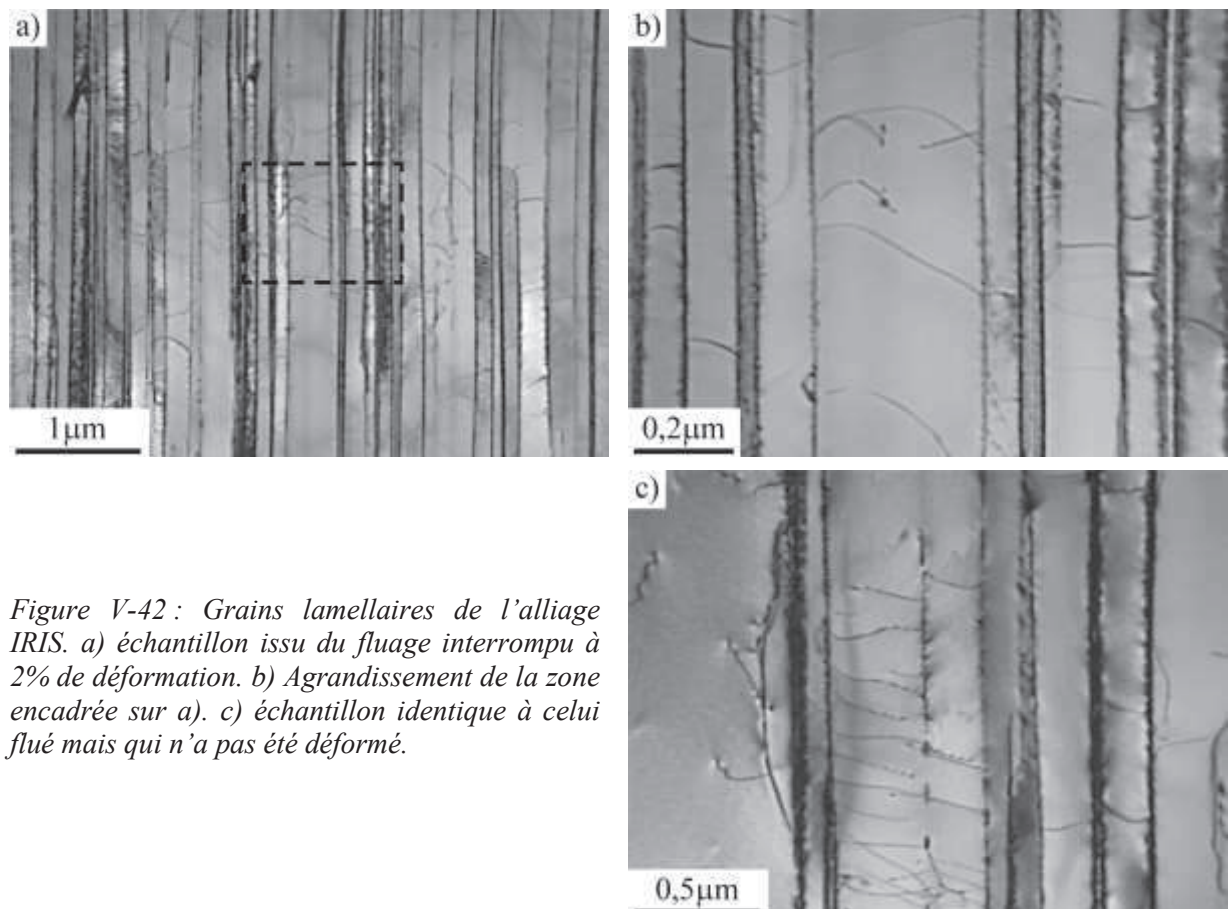 a)
1µm
b)
0,2µm
c)
0,5µm
Figure V-42 : Grains lamellaires de l’alliage
IRIS. a) échantillon issu du fluage interrompu à
2% de déformation. b) Agrandissement de la zone
encadrée sur a). c) échantillon identique à celui
flué mais qui n’a pas été déformé.